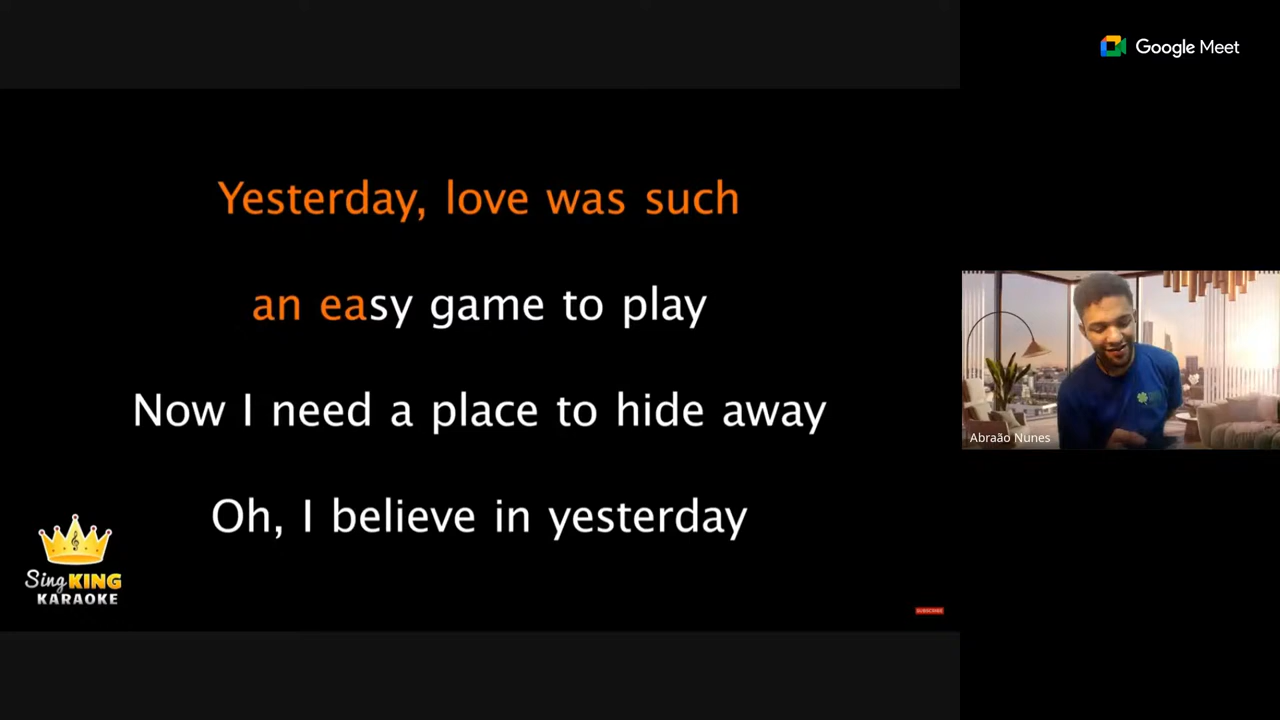 Google Meet
Yesterday, love was such
an easy game to play
Now I need a place to hide away
Oh, I believe in yesterday
Sing KING
KARAOKE
SUBSCRIBE
Abraão Nunes